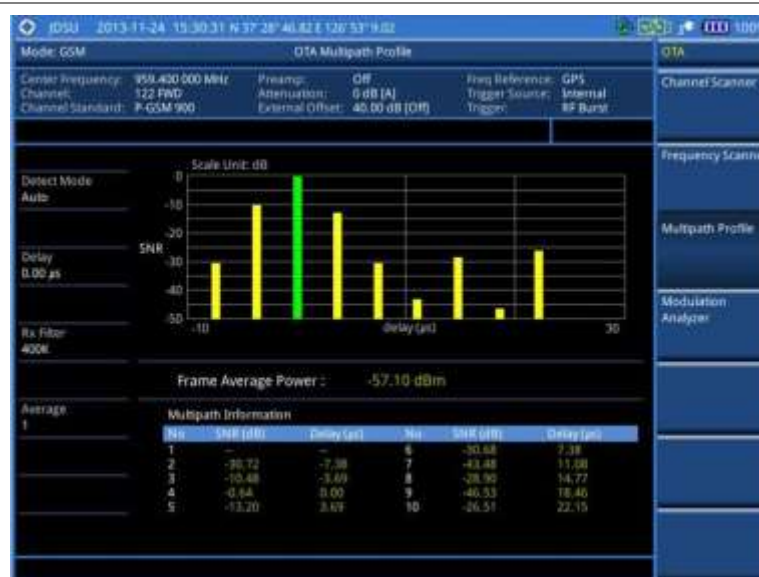 JDSU 2013-11-24 15:30:31 N 37° 28' 46.82 E 126° 53' 9.02 100%
Mode: GSM OTA Multipath Profile OTA
Center Frequency: 959.400 000 MHz Preamp: Off Freq Reference: GPS
Channel: 122 FWD Attenuation: 0 dB [A] Trigger Source: Internal
Channel Standard: P-GSM 900 External Offset: 40.00 dB [Off] Trigger: RF Burst
Channel Scanner
Frequency Scanne
Multipath Profile
Modulation
Analyzer
Detect Mode
Auto
Delay
0.00 µs
Rx Filter
400K
Average
1
Scale Unit: dB
0
-10
-20
SNR
-30
-40
-50
-10 delay (µs) 30
Frame Average Power : -57.10 dBm
Multipath Information
No SNR (dB) Delay (µs) No SNR (dB) Delay (µs)
1 -- -- 6 -30.68 7.38
2 -30.72 -7.38 7 -43.48 11.08
3 -10.48 -3.69 8 -28.90 14.77
4 -0.64 0.00 9 -46.53 18.46
5 -13.20 3.69 10 -26.51 22.15